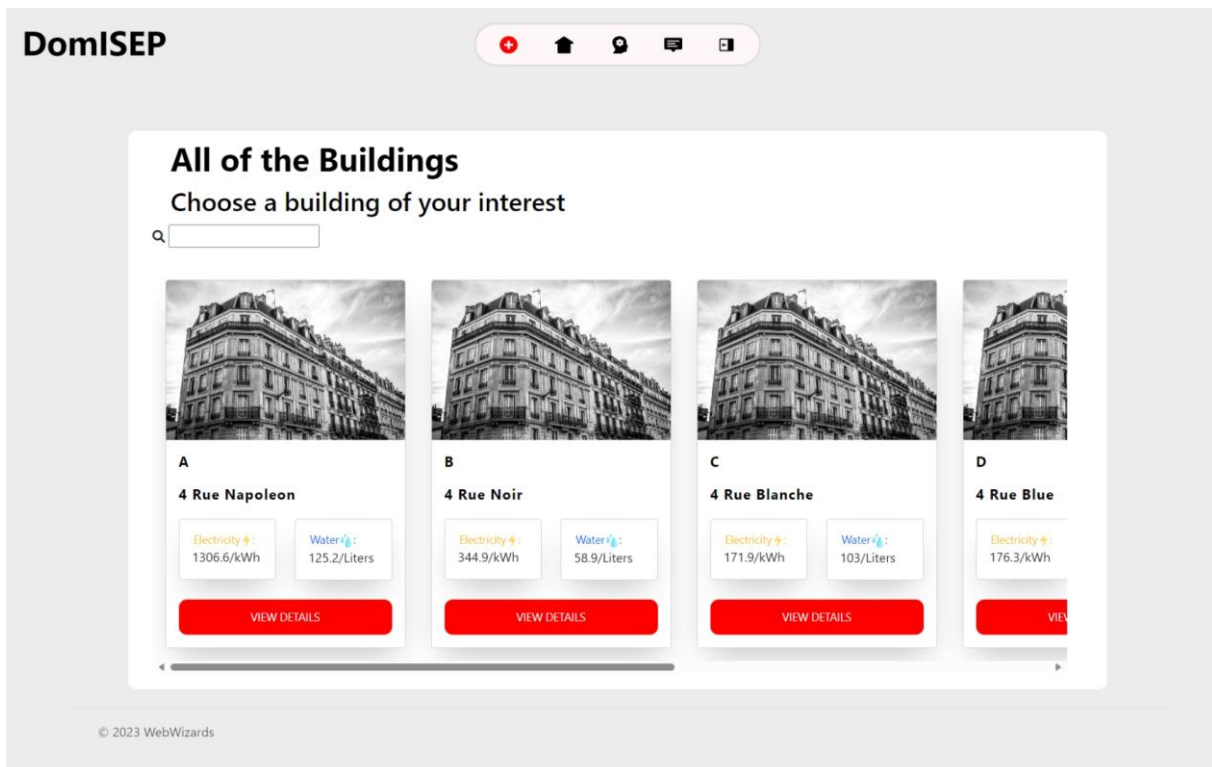 DomISEP
All of the Buildings
Choose a building of your interest
A
4 Rue Napoleon
Electricity⚡:
1306.6/kWh
Water💧:
125.2/Liters
VIEW DETAILS
B
4 Rue Noir
Electricity⚡:
344.9/kWh
Water💧:
58.9/Liters
VIEW DETAILS
C
4 Rue Blanche
Electricity⚡:
171.9/kWh
Water💧:
103/Liters
VIEW DETAILS
D
4 Rue Blue
Electricity⚡:
176.3/kWh
© 2023 WebWizards